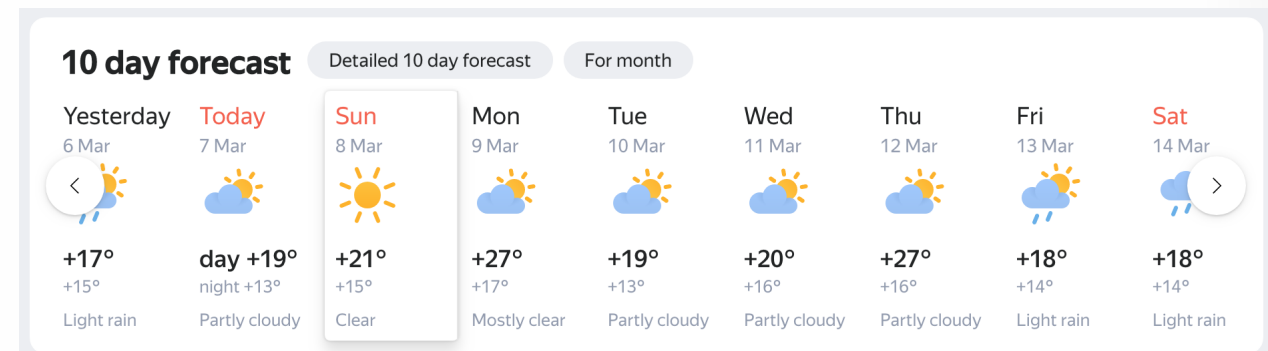 10 day forecast Detailed 10 day forecast For month
Yesterday Today Sun Mon Tue Wed Thu Fri Sat
6 Mar 7 Mar 8 Mar 9 Mar 10 Mar 11 Mar 12 Mar 13 Mar 14 Mar
+17° day +19° +21° +27° +19° +20° +27° +18° +18°
+15° night +13° +15° +17° +13° +16° +16° +14° +14°
Light rain Partly cloudy Clear Mostly clear Partly cloudy Partly cloudy Partly cloudy Light rain Light rain